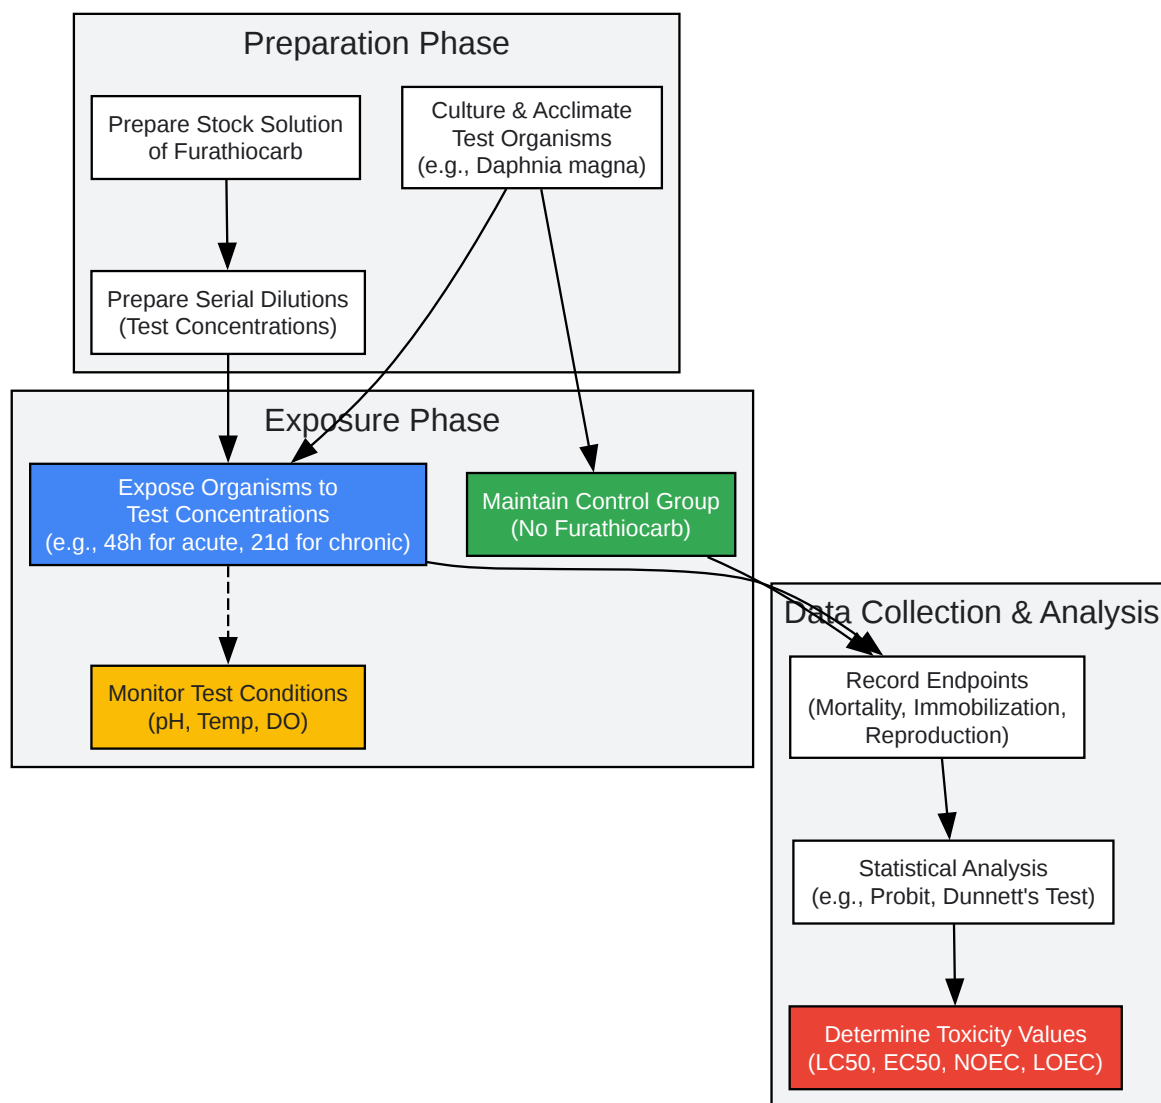 Preparation Phase
Prepare Stock Solution
of Furathiocarb
Culture & Acclimate
Test Organisms
(e.g., Daphnia magna)
Prepare Serial Dilutions
(Test Concentrations)
Exposure Phase
Expose Organisms to
Test Concentrations
(e.g., 48h for acute, 21d for chronic)
Maintain Control Group
(No Furathiocarb)
Monitor Test Conditions
(pH, Temp, DO)
Data Collection & Analysis
Record Endpoints
(Mortality, Immobilization,
Reproduction)
Statistical Analysis
(e.g., Probit, Dunnett's Test)
Determine Toxicity Values
(LC50, EC50, NOEC, LOEC)